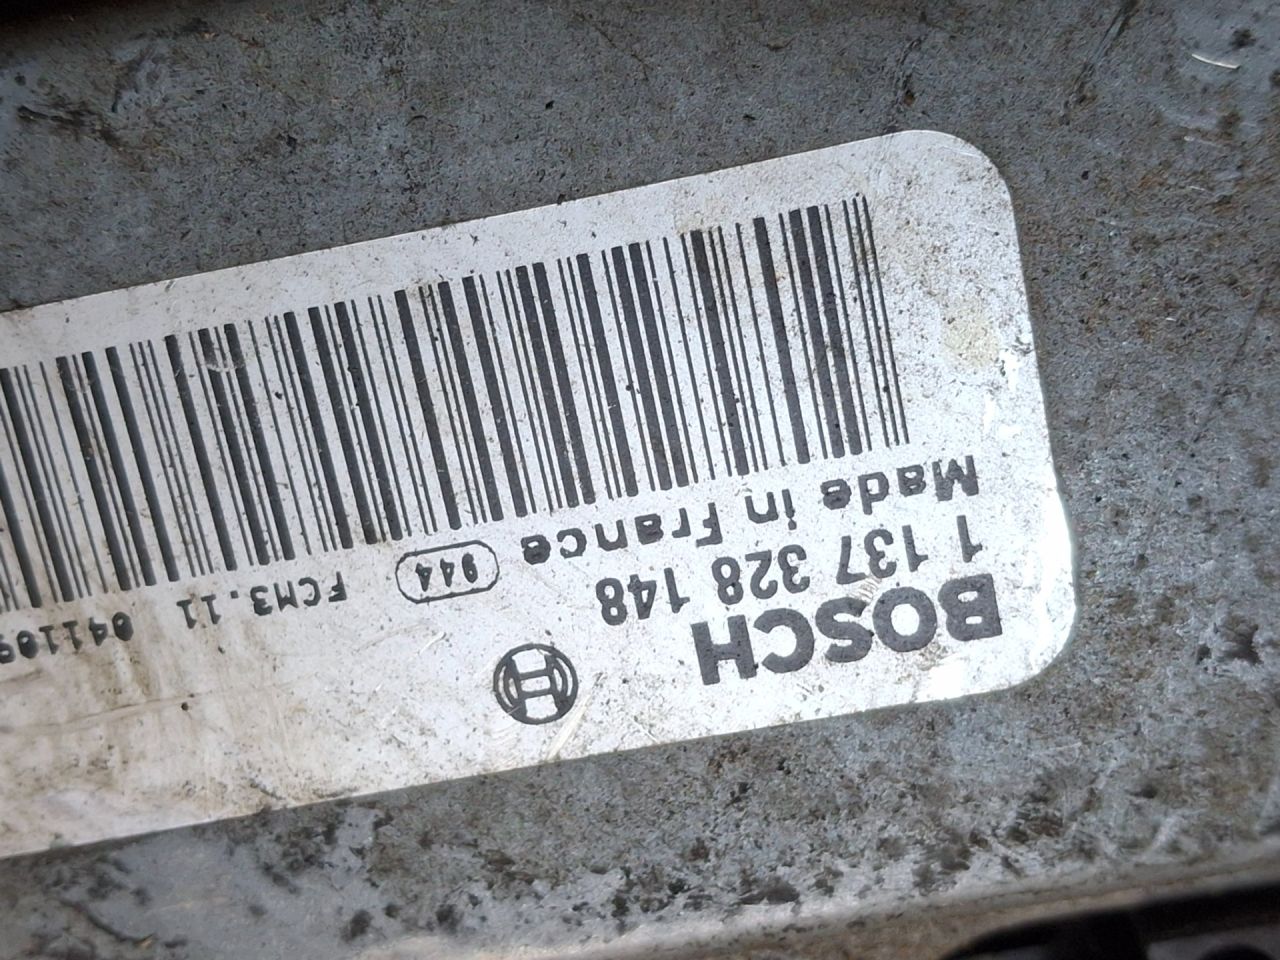 BOSCH
1 137 328 148
Made in France 944 FCM3.11